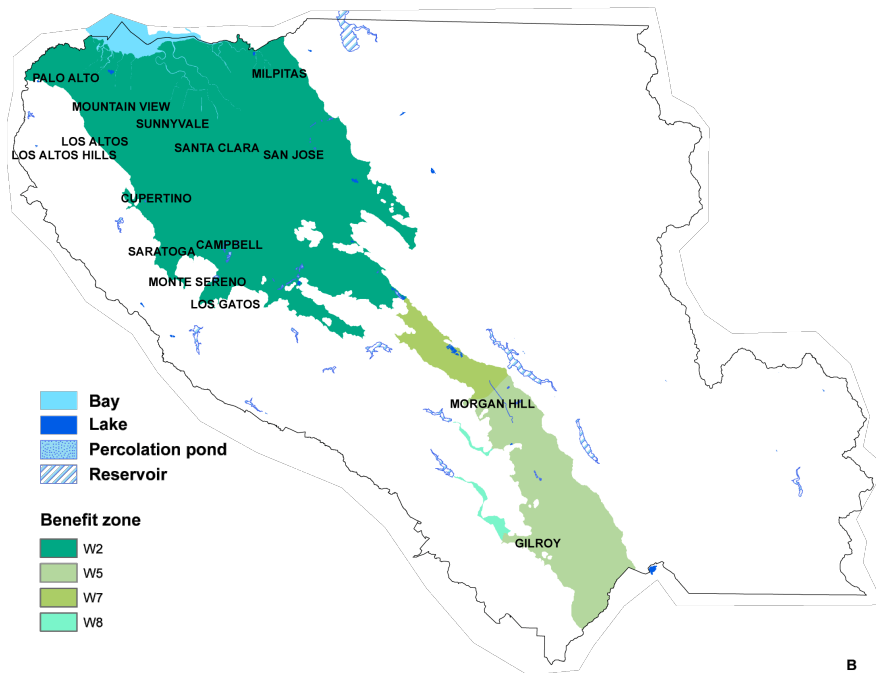 PALO ALTO
MILPITAS
MOUNTAIN VIEW
SUNNYVALE
LOS ALTOS
SANTA CLARA
LOS ALTOS HILLS
SAN JOSE
CUPERTINO
SARATOGA
CAMPBELL
MONTE SERENO
LOS GATOS
MORGAN HILL
GILROY
Bay
Lake
Percolation pond
Reservoir
Benefit zone
W2
W5
W7
W8
B